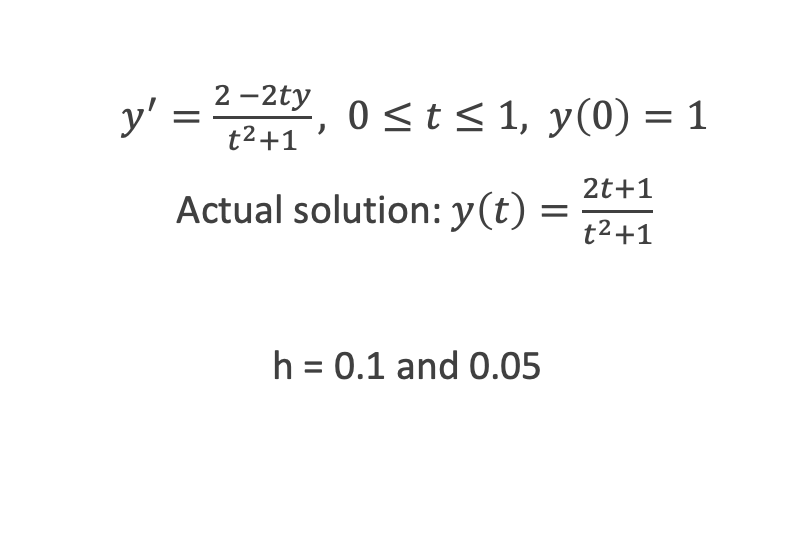 y′ = (2 −2ty)/(t²+1), 0 ≤ t ≤ 1, y(0) = 1
Actual solution: y(t) = (2t+1)/(t²+1)
h = 0.1 and 0.05